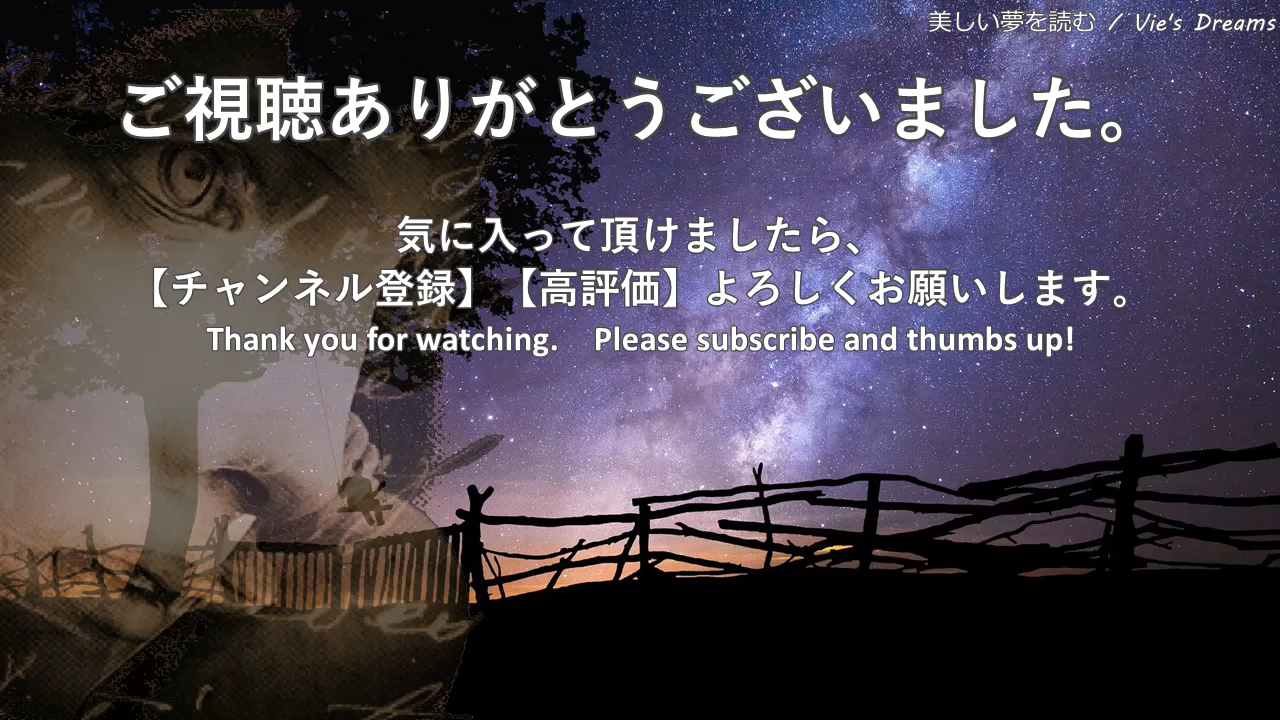 美しい夢を読む / Vie's Dreams
ご視聴ありがとうございました。
気に入って頂けましたら、
【チャンネル登録】【高評価】よろしくお願いします。
Thank you for watching. Please subscribe and thumbs up!